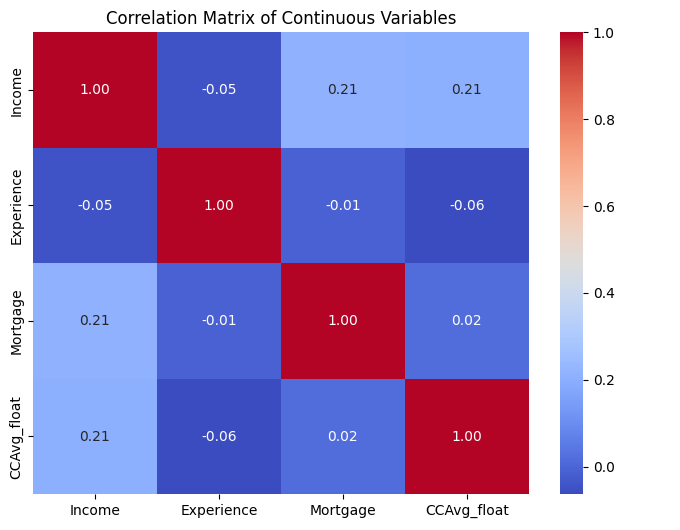 Correlation Matrix of Continuous Variables
Income
1.00
-0.05
0.21
0.21
Experience
-0.05
1.00
-0.01
-0.06
Mortgage
0.21
-0.01
1.00
0.02
CCAvg_float
0.21
-0.06
0.02
1.00
Income
Experience
Mortgage
CCAvg_float
1.0
0.8
0.6
0.4
0.2
0.0